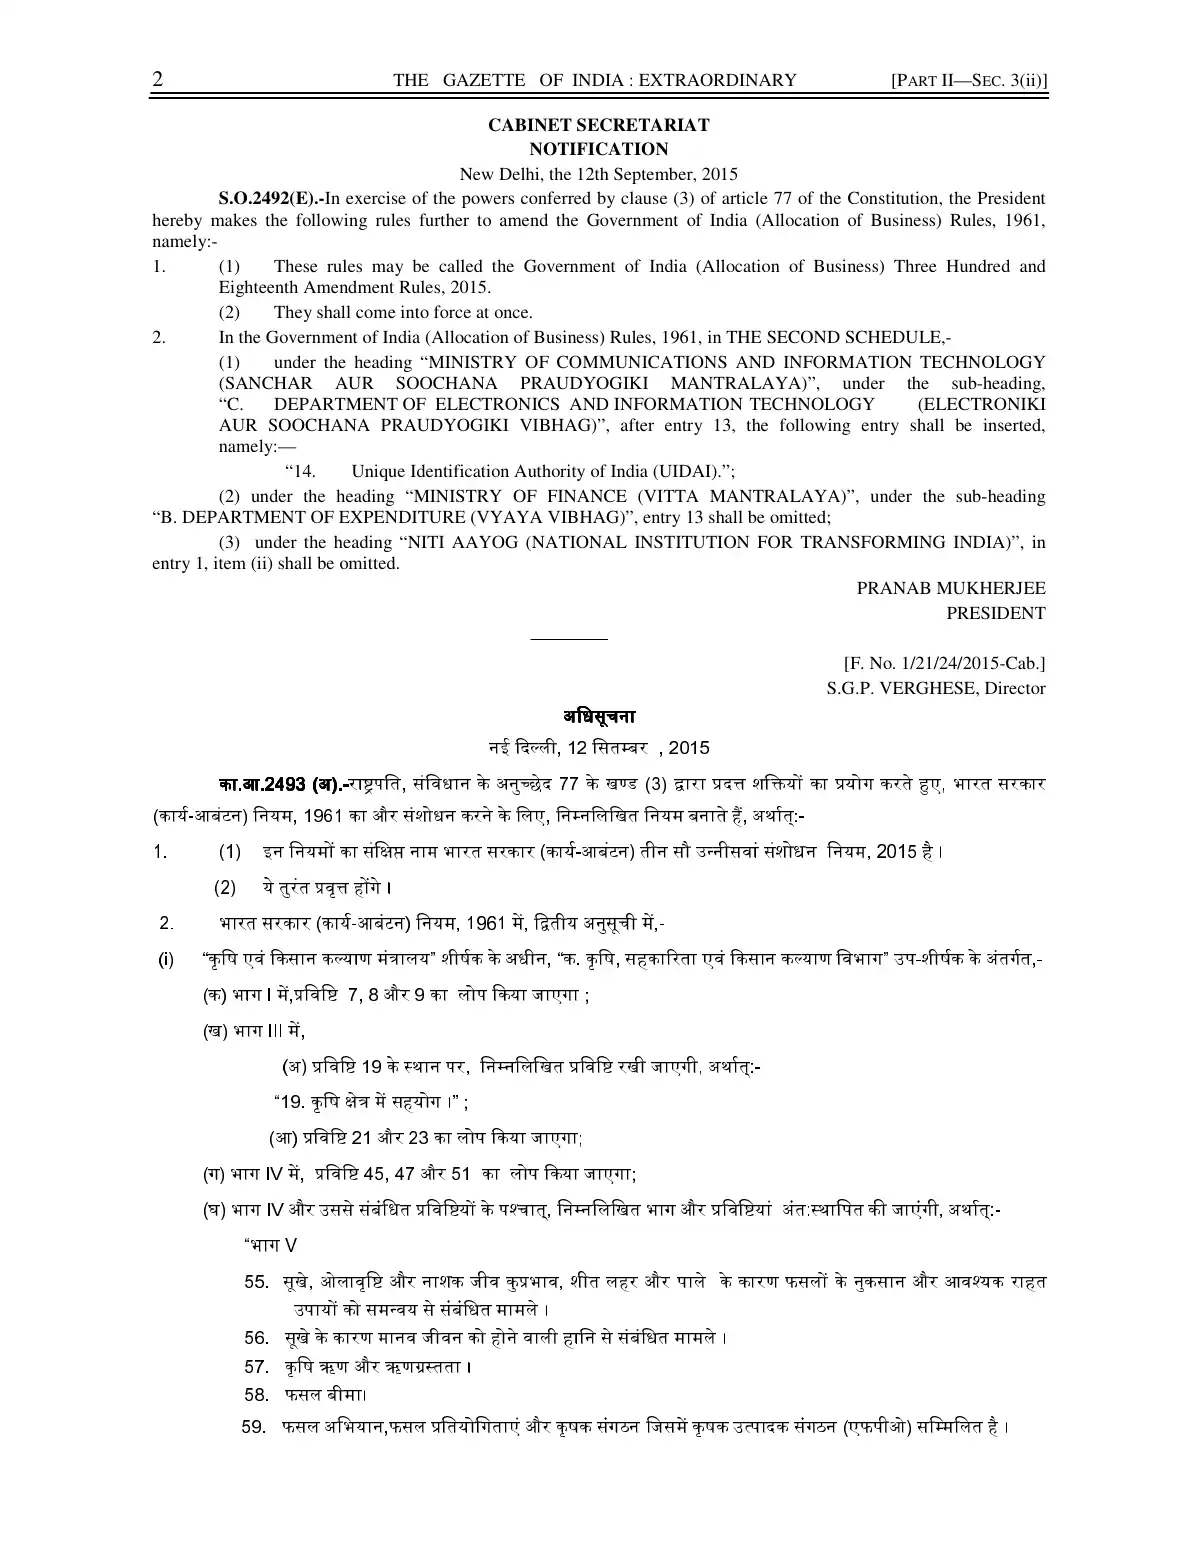 2 THE GAZETTE OF INDIA : EXTRAORDINARY [PART II—SEC. 3(ii)]
CABINET SECRETARIAT
NOTIFICATION
New Delhi, the 12th September, 2015
S.O.2492(E).-In exercise of the powers conferred by clause (3) of article 77 of the Constitution, the President
hereby makes the following rules further to amend the Government of India (Allocation of Business) Rules, 1961,
namely:-
1. (1) These rules may be called the Government of India (Allocation of Business) Three Hundred and
Eighteenth Amendment Rules, 2015.
(2) They shall come into force at once.
2. In the Government of India (Allocation of Business) Rules, 1961, in THE SECOND SCHEDULE,-
(1) under the heading “MINISTRY OF COMMUNICATIONS AND INFORMATION TECHNOLOGY
(SANCHAR AUR SOOCHANA PRAUDYOGIKI MANTRALAYA)”, under the sub-heading,
“C. DEPARTMENT OF ELECTRONICS AND INFORMATION TECHNOLOGY (ELECTRONIKI
AUR SOOCHANA PRAUDYOGIKI VIBHAG)”, after entry 13, the following entry shall be inserted,
namely:—
“14. Unique Identification Authority of India (UIDAI).”;
(2) under the heading “MINISTRY OF FINANCE (VITTA MANTRALAYA)”, under the sub-heading
“B. DEPARTMENT OF EXPENDITURE (VYAYA VIBHAG)”, entry 13 shall be omitted;
(3) under the heading “NITI AAYOG (NATIONAL INSTITUTION FOR TRANSFORMING INDIA)”, in
entry 1, item (ii) shall be omitted.
PRANAB MUKHERJEE
PRESIDENT
[F. No. 1/21/24/2015-Cab.]
S.G.P. VERGHESE, Director
अधिसूचना
नई दिल्ली, 12 सितम्बर , 2015
का.आ.2493 (अ).-राष्ट्रपति, संविधान के अनुच्छेद 77 के खण्ड (3) द्वारा प्रदत्त शक्तियों का प्रयोग करते हुए, भारत सरकार
(कार्य-आबंटन) नियम, 1961 का और संशोधन करने के लिए, निम्नलिखित नियम बनाते हैं, अर्थात्:-
1. (1) इन नियमों का संक्षिप्त नाम भारत सरकार (कार्य-आबंटन) तीन सौ उन्नीसवां संशोधन नियम, 2015 है ।
(2) ये तुरंत प्रवृत्त होंगे ।
2. भारत सरकार (कार्य-आबंटन) नियम, 1961 में, द्वितीय अनुसूची में,-
(i) “कृषि एवं किसान कल्याण मंत्रालय” शीर्षक के अधीन, “क. कृषि, सहकारिता एवं किसान कल्याण विभाग” उप-शीर्षक के अंतर्गत,-
(क) भाग I में,प्रविष्टि 7, 8 और 9 का लोप किया जाएगा ;
(ख) भाग III में,
(अ) प्रविष्टि 19 के स्थान पर, निम्नलिखित प्रविष्टि रखी जाएगी, अर्थात्:-
“19. कृषि क्षेत्र में सहयोग ।” ;
(आ) प्रविष्टि 21 और 23 का लोप किया जाएगा;
(ग) भाग IV में, प्रविष्टि 45, 47 और 51 का लोप किया जाएगा;
(घ) भाग IV और उससे संबंधित प्रविष्टियों के पश्चात्, निम्नलिखित भाग और प्रविष्टियां अंत:स्थापित की जाएंगी, अर्थात्:-
“भाग V
55. सूखे, ओलावृष्टि और नाशक जीव कुप्रभाव, शीत लहर और पाले के कारण फसलों के नुकसान और आवश्यक राहत
उपायों को समन्वय से संबंधित मामले ।
56. सूखे के कारण मानव जीवन को होने वाली हानि से संबंधित मामले ।
57. कृषि ऋण और ऋणग्रस्तता ।
58. फसल बीमा।
59. फसल अभियान,फसल प्रतियोगिताएं और कृषक संगठन जिसमें कृषक उत्पादक संगठन (एफपीओ) सम्मिलित है ।